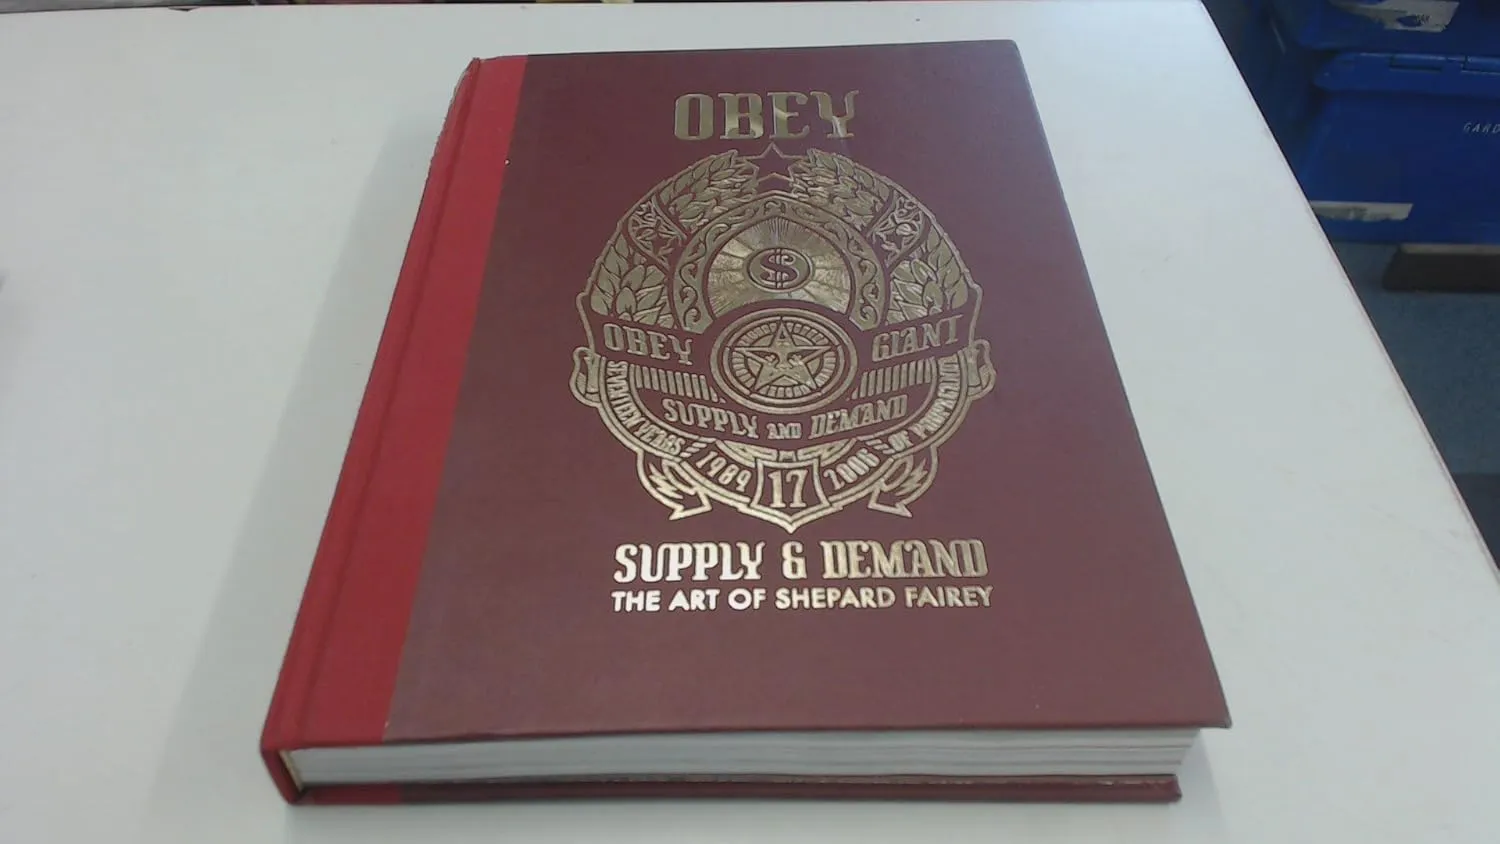 OBEY
$
OBEY GIANT
SUPPLY AND DEMAND
SEVENTEEN YEARS OF PROPAGANDA
1989 17 2006
SUPPLY & DEMAND
THE ART OF SHEPARD FAIREY
GARD